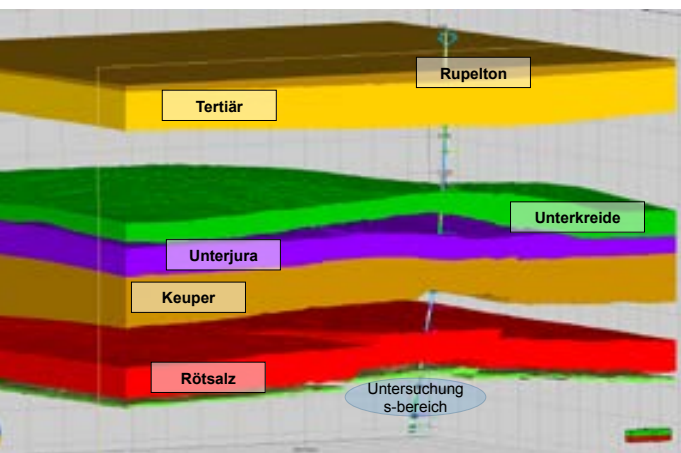 Rupelton
Tertiär
Unterkreide
Unterjura
Keuper
Rötsalz
Untersuchung
s-bereich